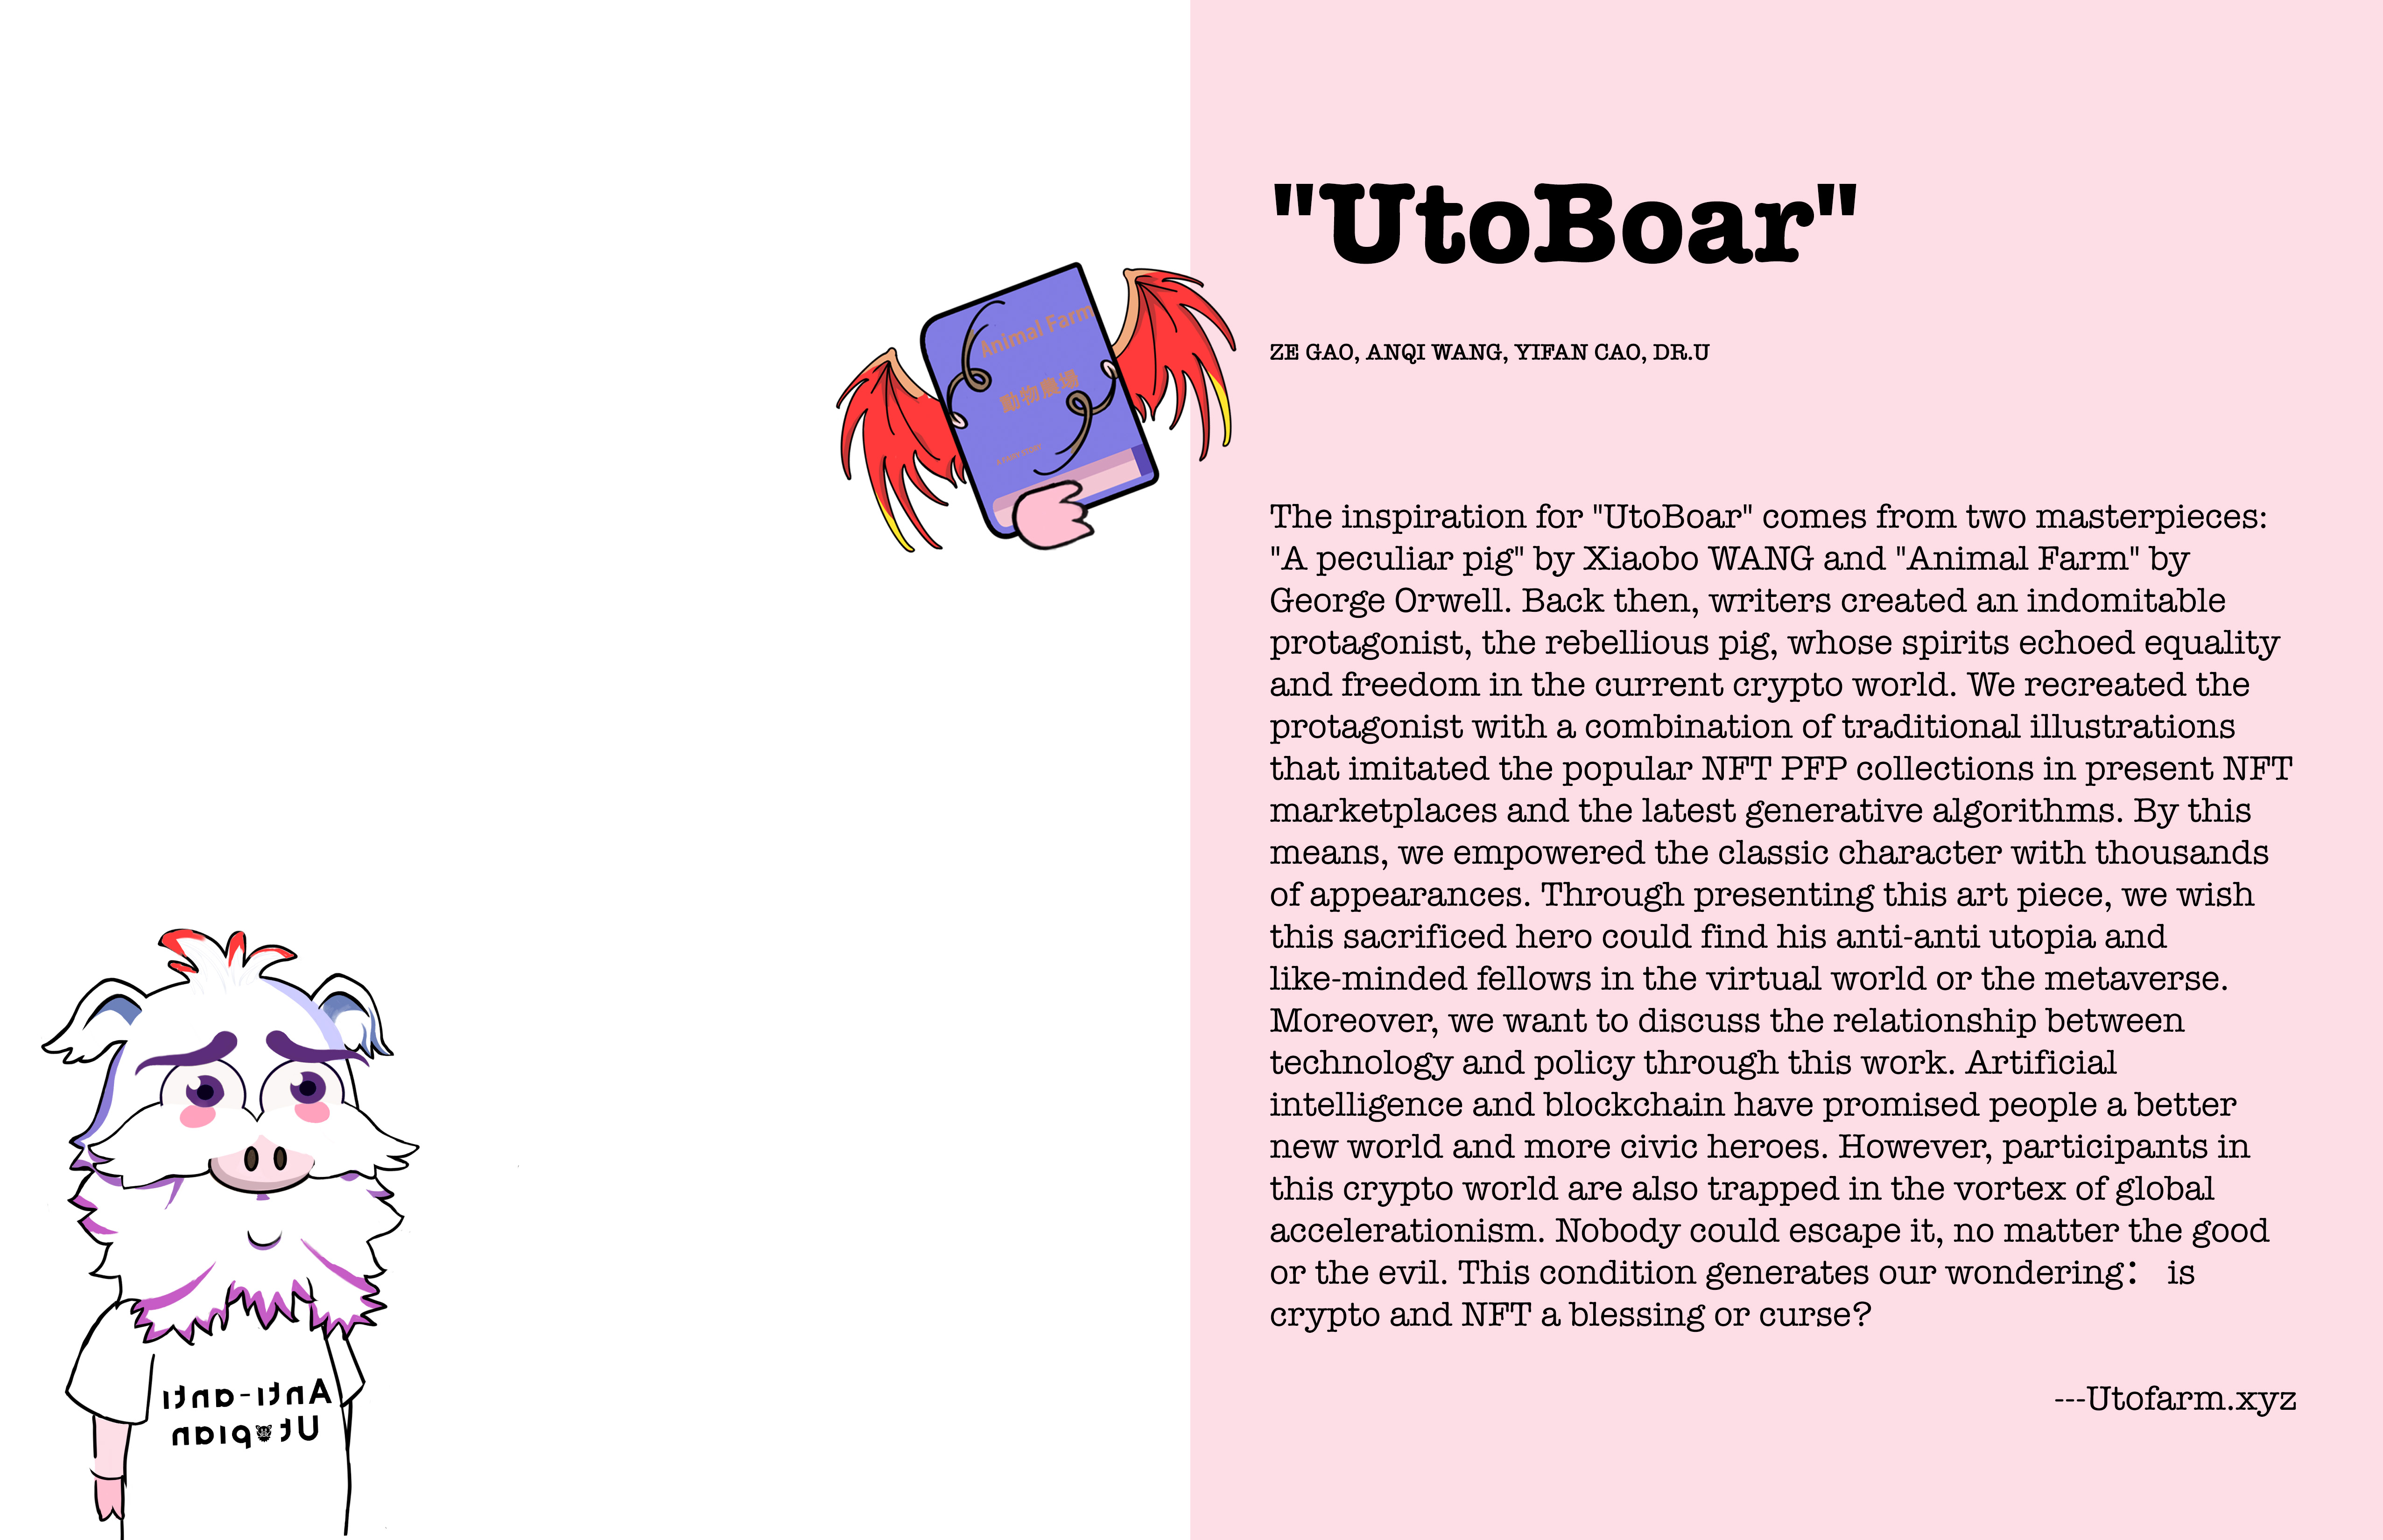 "UtoBoar"
ZE GAO, ANQI WANG, YIFAN CAO, DR.U
The inspiration for "UtoBoar" comes from two masterpieces:
"A peculiar pig" by Xiaobo WANG and "Animal Farm" by
George Orwell. Back then, writers created an indomitable
protagonist, the rebellious pig, whose spirits echoed equality
and freedom in the current crypto world. We recreated the
protagonist with a combination of traditional illustrations
that imitated the popular NFT PFP collections in present NFT
marketplaces and the latest generative algorithms. By this
means, we empowered the classic character with thousands
of appearances. Through presenting this art piece, we wish
this sacrificed hero could find his anti-anti utopia and
like-minded fellows in the virtual world or the metaverse.
Moreover, we want to discuss the relationship between
technology and policy through this work. Artificial
intelligence and blockchain have promised people a better
new world and more civic heroes. However, participants in
this crypto world are also trapped in the vortex of global
accelerationism. Nobody could escape it, no matter the good
or the evil. This condition generates our wondering： is
crypto and NFT a blessing or curse?
---Utofarm.xyz
Animal Farm
動物農場
A FAIRY STORY
Anti-anti
Utopian